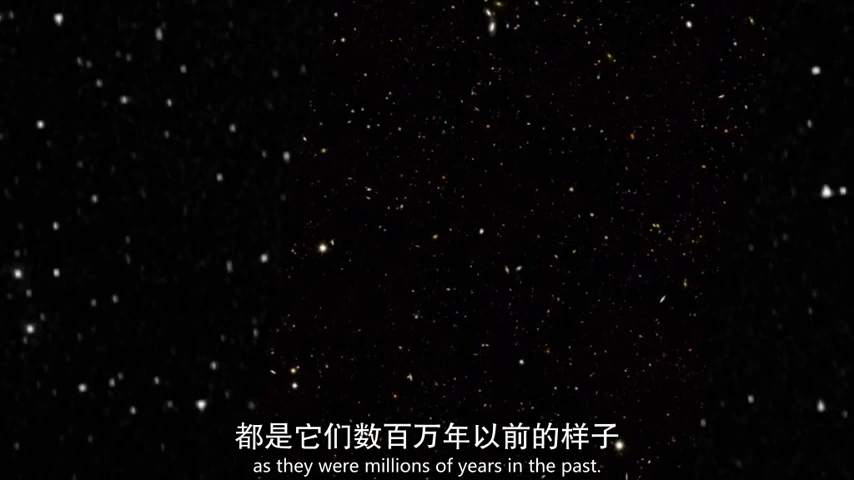 都是它们数百万年以前的样子
as they were millions of years in the past.